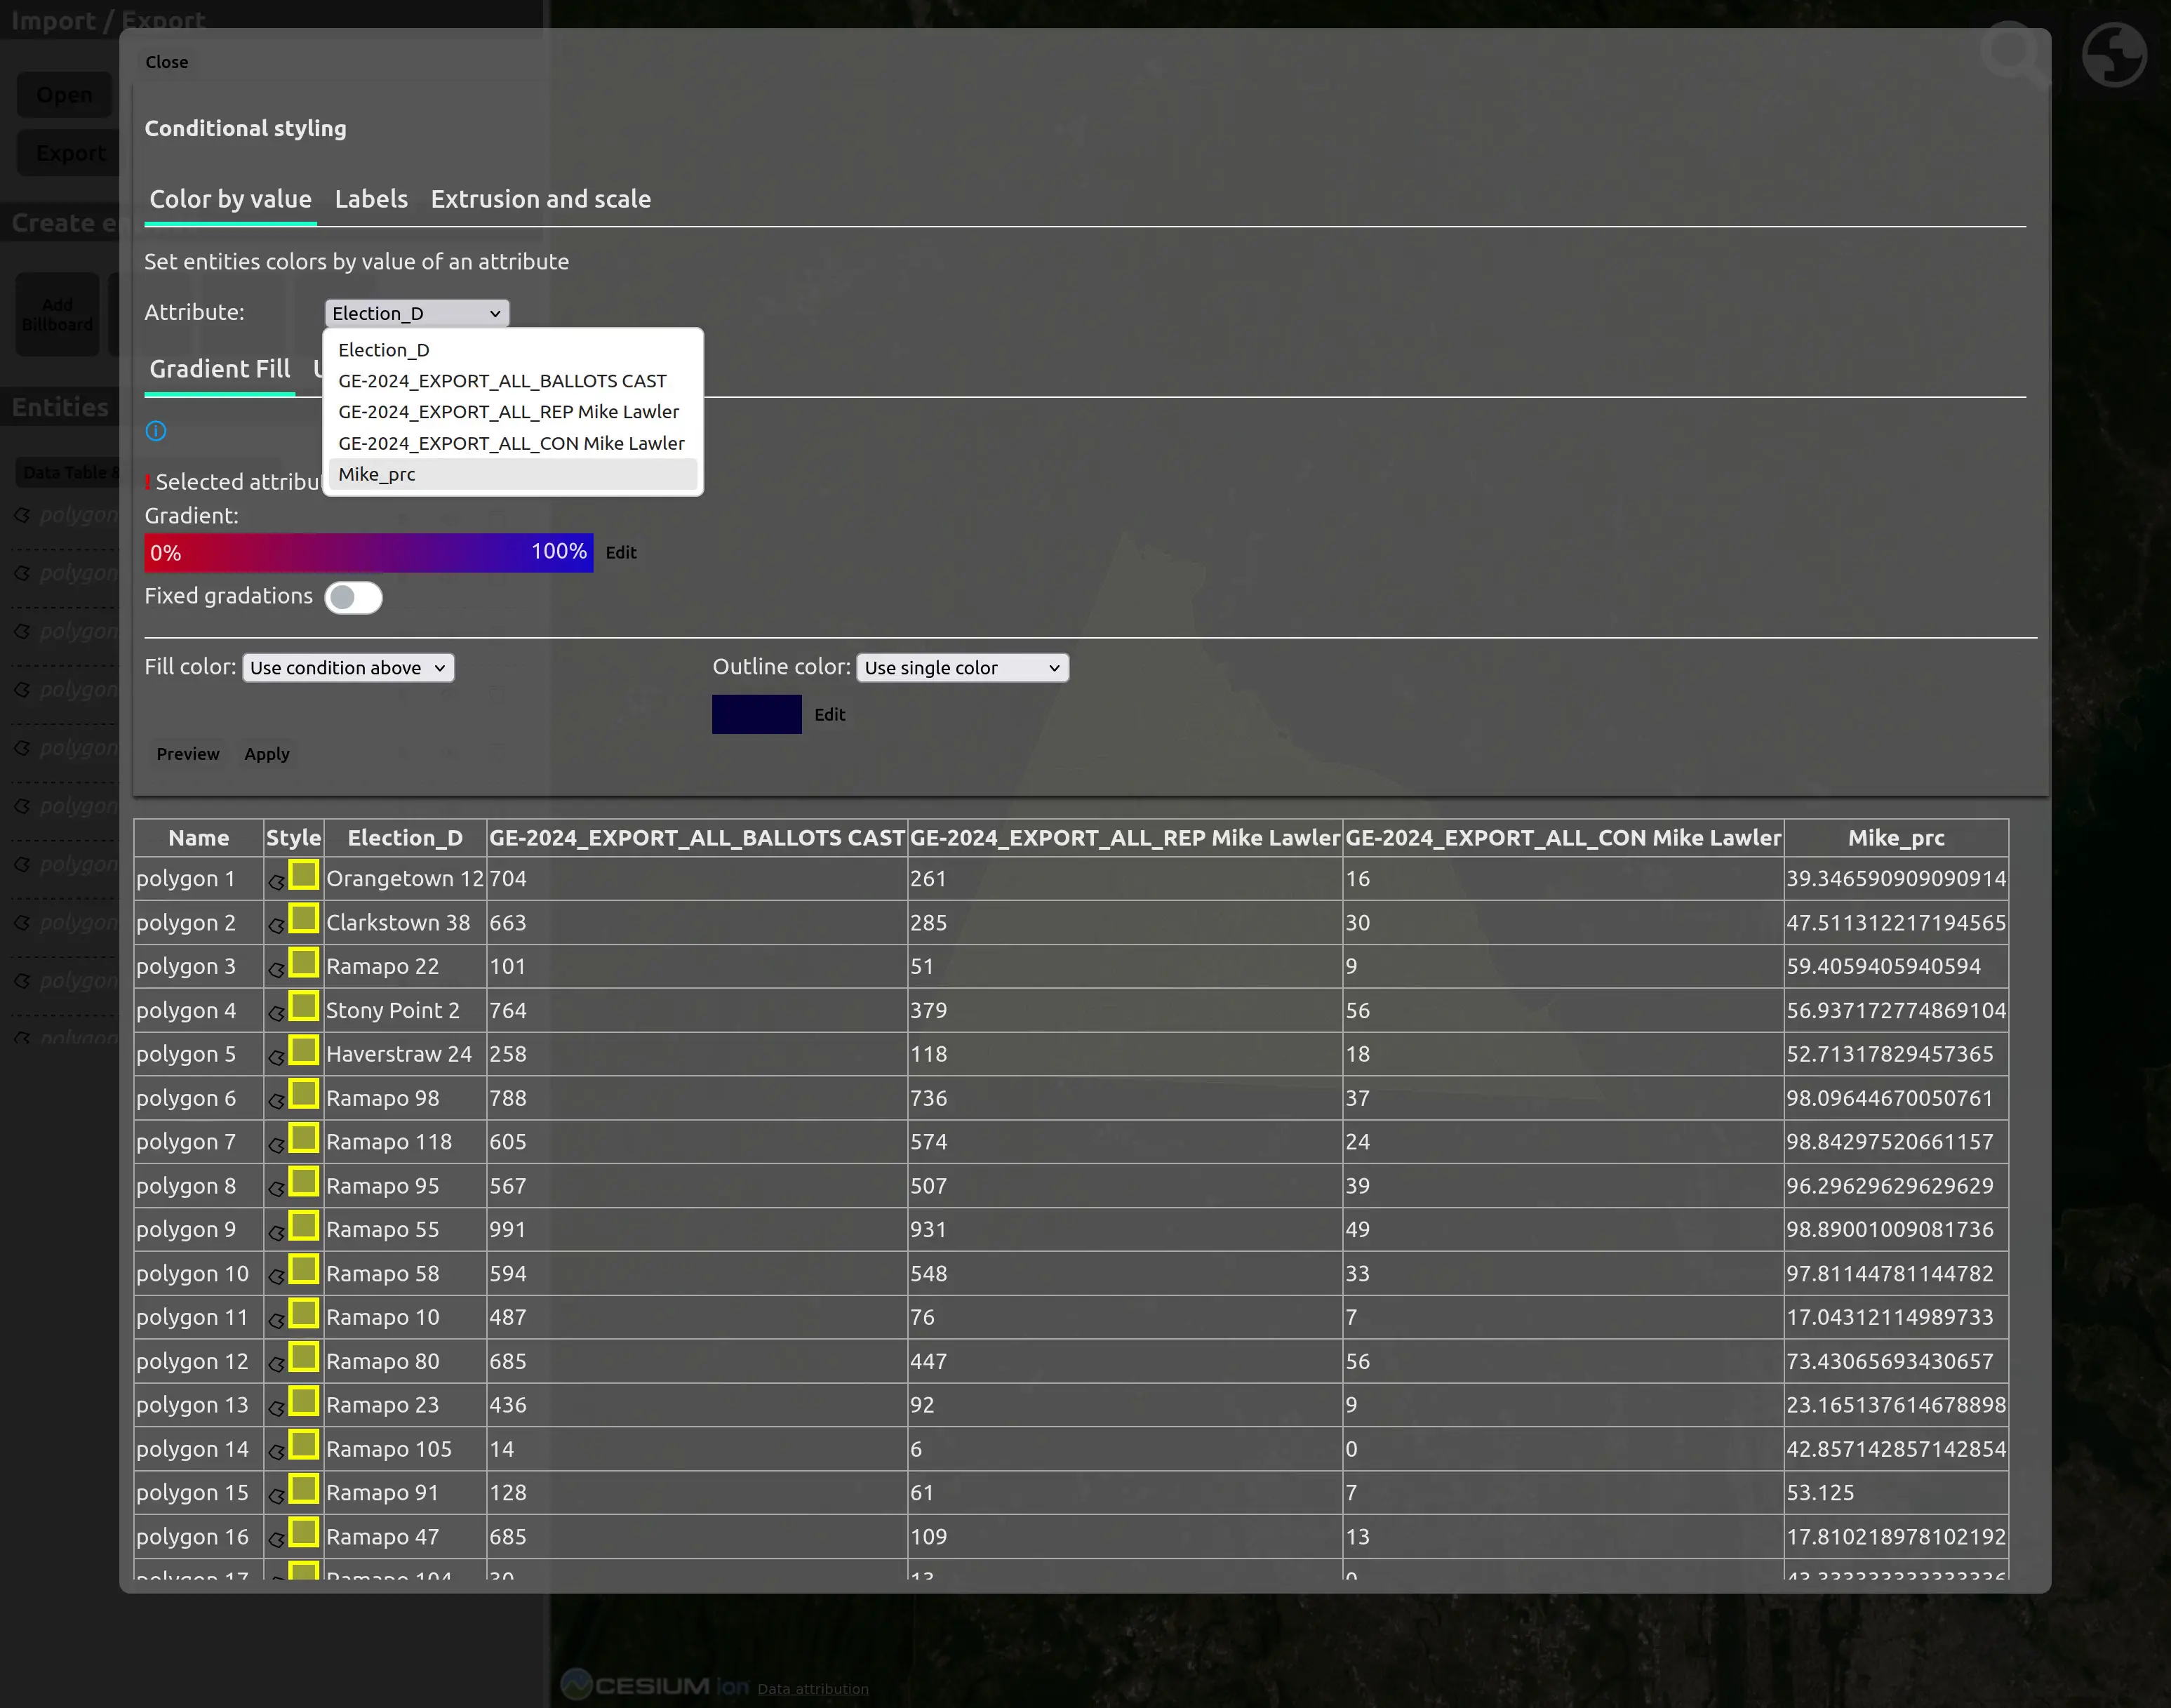 Import / Export
Close
Open
Conditional styling
Export
Color by value Labels Extrusion and scale
Create e
Set entities colors by value of an attribute
Add
Billboard
Attribute: Election_D
Election_D
GE-2024_EXPORT_ALL_BALLOTS CAST
GE-2024_EXPORT_ALL_REP Mike Lawler
GE-2024_EXPORT_ALL_CON Mike Lawler
Mike_prc
Gradient Fill
Entities
Data Table &
! Selected attribu
polygon
Gradient:
0% 100% Edit
polygon
Fixed gradations
polygon
Fill color: Use condition above Outline color: Use single color
polygon
Edit
polygon
Preview Apply
polygon
polygon
polygon
polygon
polygon
Name Style Election_D GE-2024_EXPORT_ALL_BALLOTS CAST GE-2024_EXPORT_ALL_REP Mike Lawler GE-2024_EXPORT_ALL_CON Mike Lawler Mike_prc
polygon 1 Orangetown 12 704 261 16 39.346590909090914
polygon 2 Clarkstown 38 663 285 30 47.511312217194565
polygon 3 Ramapo 22 101 51 9 59.4059405940594
polygon 4 Stony Point 2 764 379 56 56.937172774869104
polygon 5 Haverstraw 24 258 118 18 52.71317829457365
polygon 6 Ramapo 98 788 736 37 98.09644670050761
polygon 7 Ramapo 118 605 574 24 98.84297520661157
polygon 8 Ramapo 95 567 507 39 96.29629629629629
polygon 9 Ramapo 55 991 931 49 98.89001009081736
polygon 10 Ramapo 58 594 548 33 97.81144781144782
polygon 11 Ramapo 10 487 76 7 17.04312114989733
polygon 12 Ramapo 80 685 447 56 73.43065693430657
polygon 13 Ramapo 23 436 92 9 23.165137614678898
polygon 14 Ramapo 105 14 6 0 42.857142857142854
polygon 15 Ramapo 91 128 61 7 53.125
polygon 16 Ramapo 47 685 109 13 17.810218978102192
polygon 17 Ramapo 104 30 13 0 43.333333333333336
CESIUM ion Data attribution